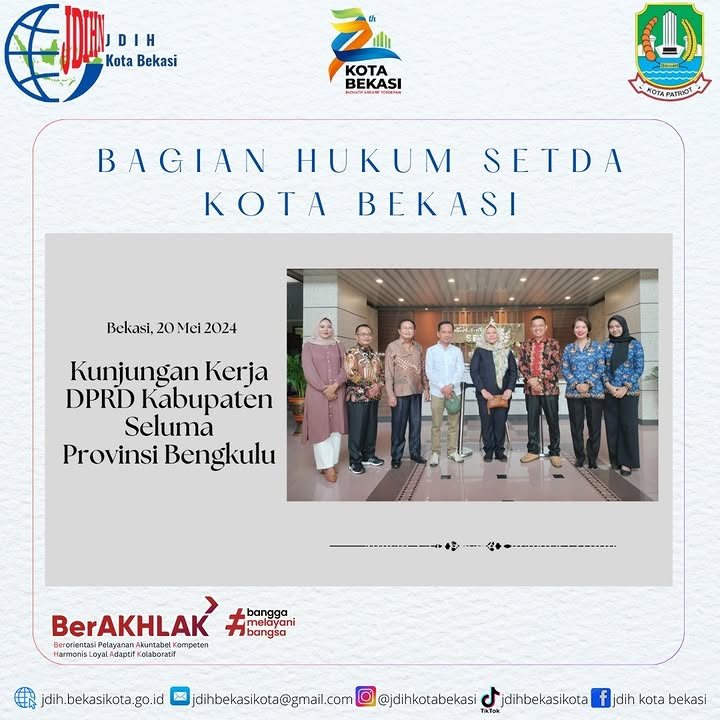 JDIHN
J D I H
Kota Bekasi
th
KOTA
BEKASI
KOTA PATRIOT
BAGIAN HUKUM SETDA
KOTA BEKASI
Bekasi, 20 Mei 2024
Kunjungan Kerja
DPRD Kabupaten
Seluma
Provinsi Bengkulu
BerAKHLAK
Berorientasi Pelayanan Akuntabel Kompeten
Harmonis Loyal Adaptif Kolaboratif
#bangga
melayani
bangsa
jdih.bekasikota.go.id jdihbekasikota@gmail.com @jdihkotabekasi TikTok jdihbekasikota jdih kota bekasi